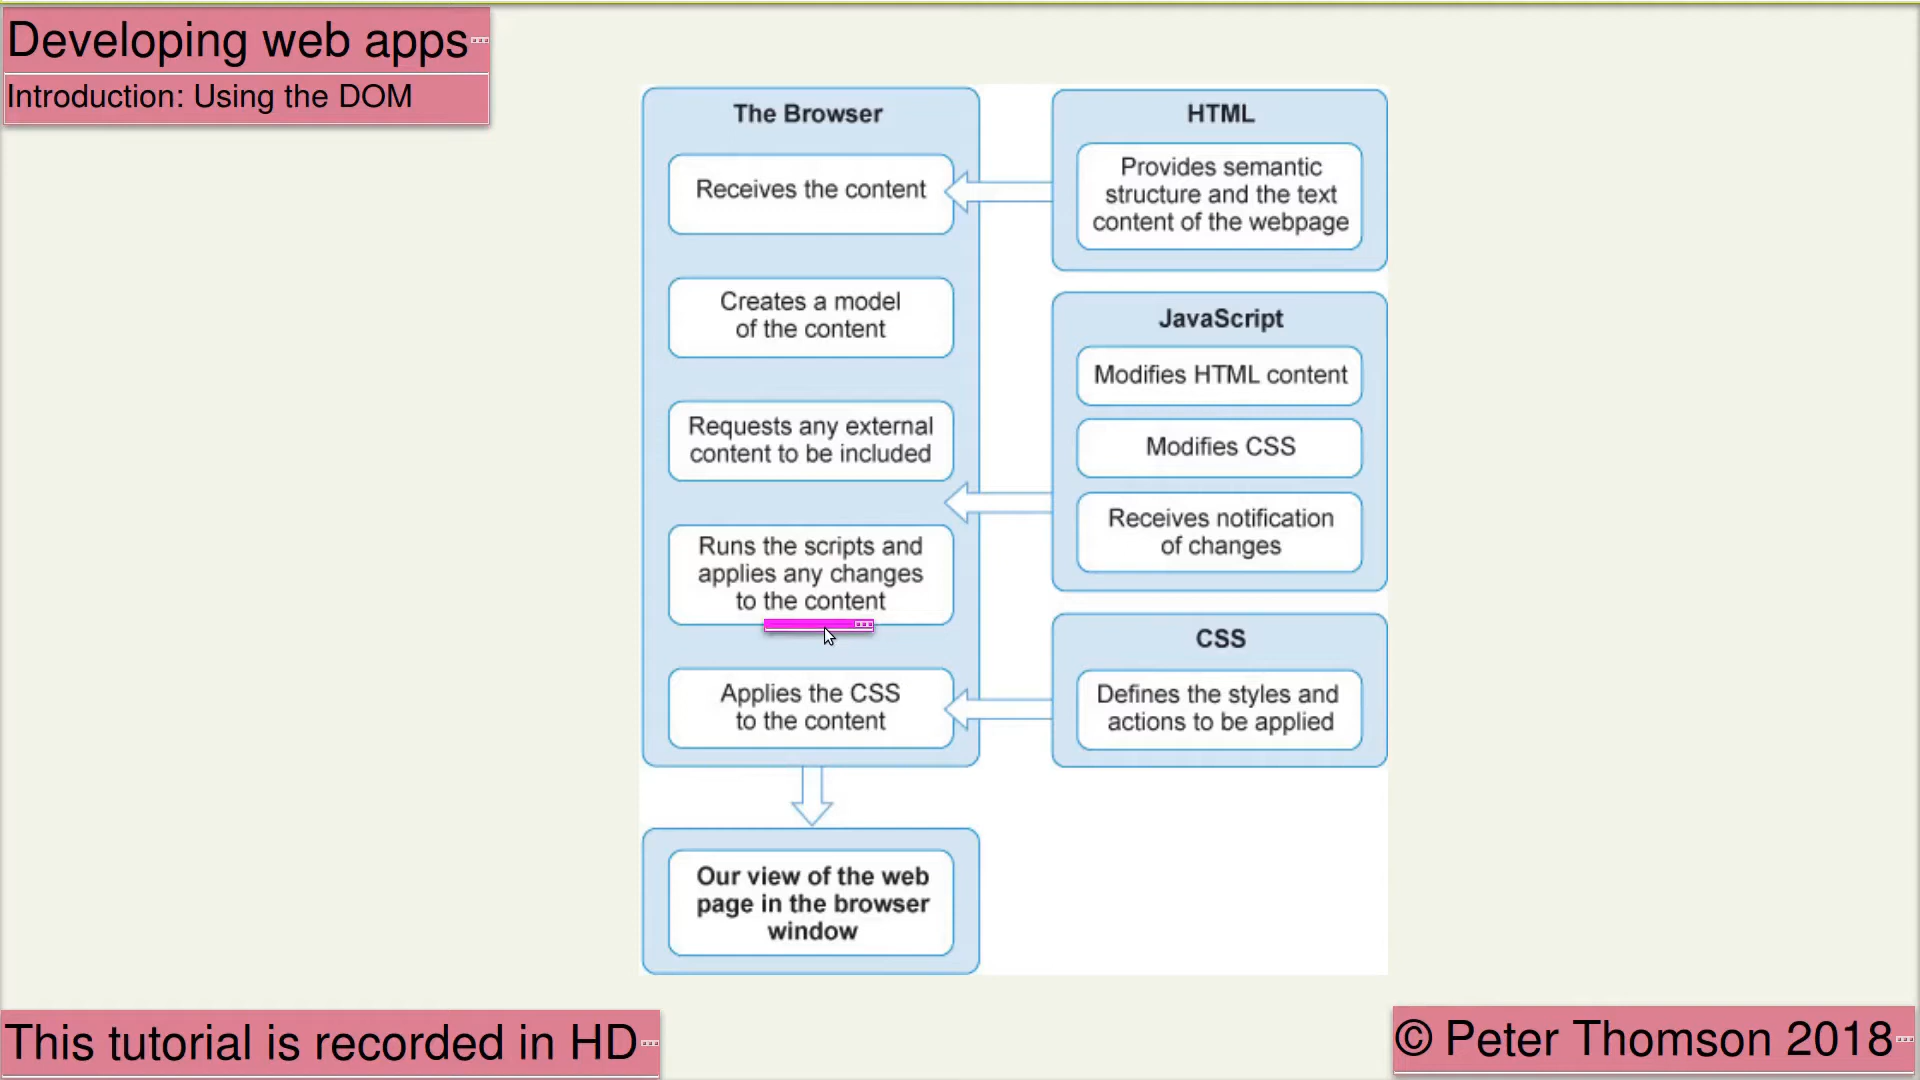 Developing web apps
Introduction: Using the DOM
The Browser
Receives the content
Creates a model
of the content
Requests any external
content to be included
Runs the scripts and
applies any changes
to the content
Applies the CSS
to the content
Our view of the web
page in the browser
window
HTML
Provides semantic
structure and the text
content of the webpage
JavaScript
Modifies HTML content
Modifies CSS
Receives notification
of changes
CSS
Defines the styles and
actions to be applied
This tutorial is recorded in HD
© Peter Thomson 2018